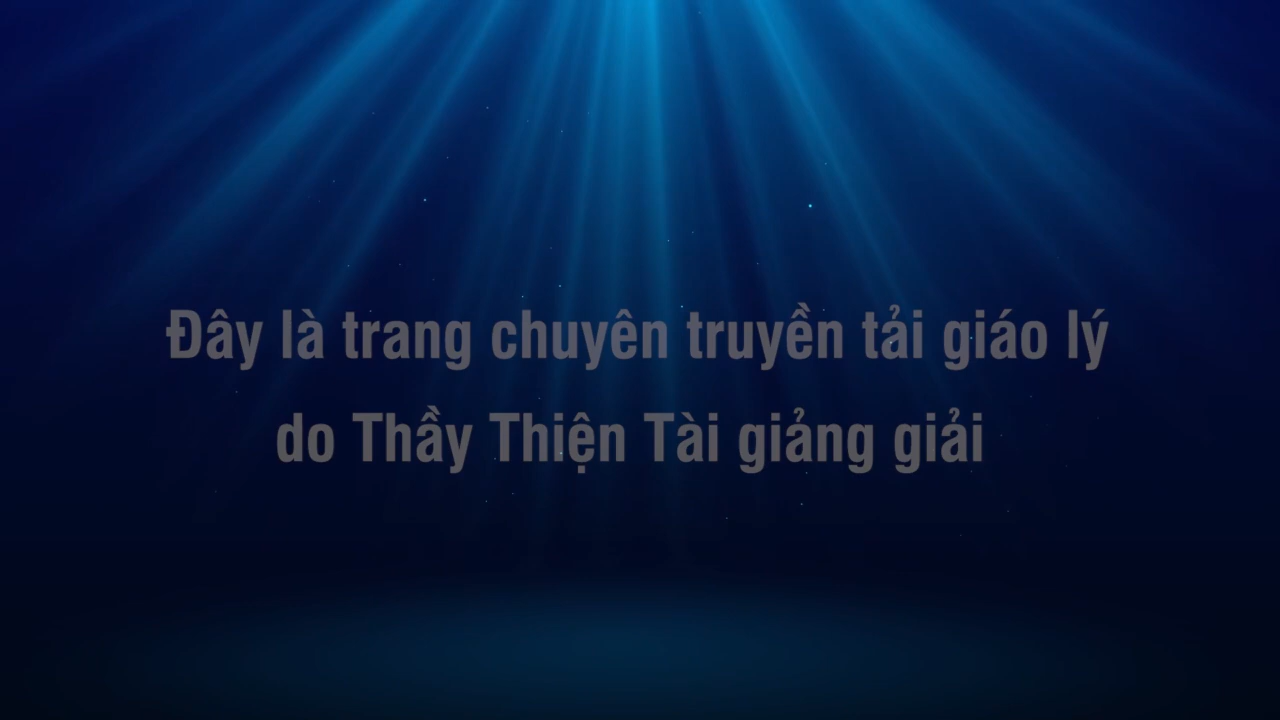 Đây là trang chuyên truyền tải giáo lý
do Thầy Thiện Tài giảng giải